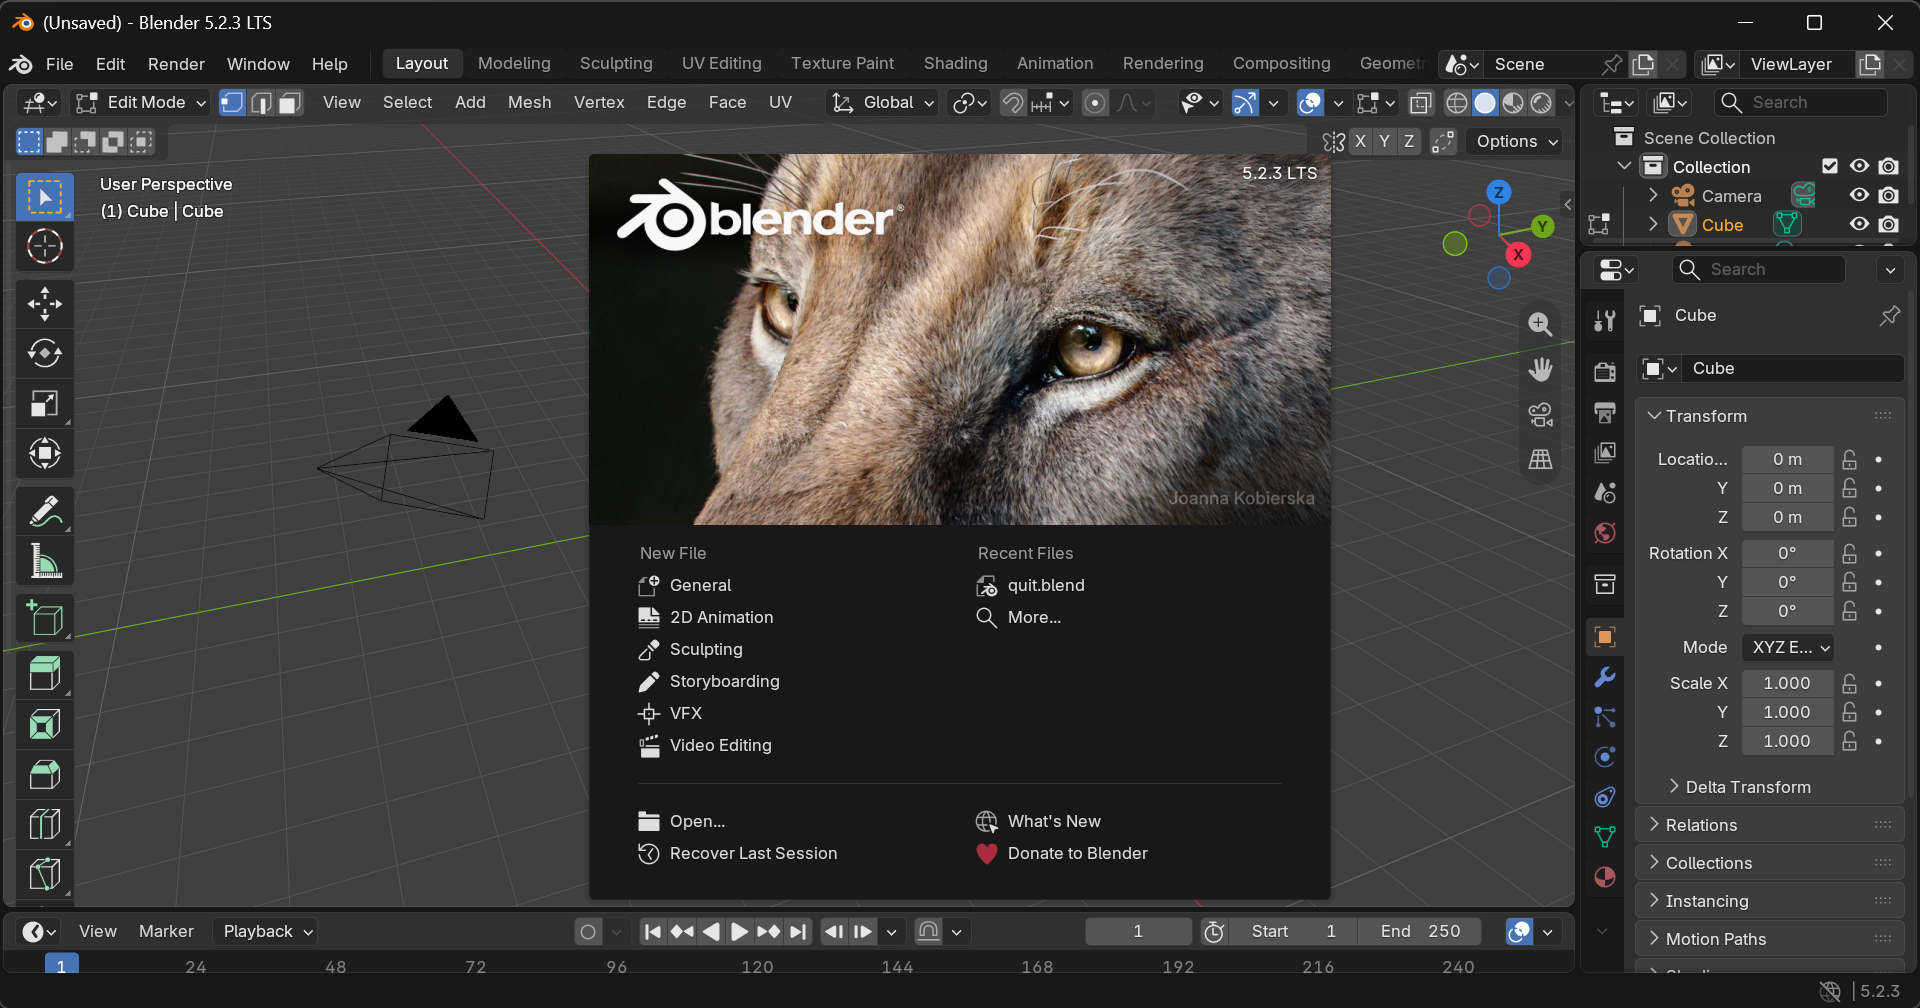 (Unsaved) - Blender 5.2.3 LTS
File Edit Render Window Help Layout Modeling Sculpting UV Editing Texture Paint Shading Animation Rendering Compositing Geomet Scene ViewLayer
Edit Mode View Select Add Mesh Vertex Edge Face UV Global Search
X Y Z Options
Scene Collection
Collection
Camera
Cube
User Perspective
(1) Cube | Cube
Z
Y
X
5.2.3 LTS
blender®
Joanna Kobierska
New File
General
2D Animation
Sculpting
Storyboarding
VFX
Video Editing
Recent Files
quit.blend
More...
Open...
Recover Last Session
What's New
Donate to Blender
Search
Cube
Cube
Transform
Locatio... 0 m
Y 0 m
Z 0 m
Rotation X 0°
Y 0°
Z 0°
Mode XYZ E...
Scale X 1.000
Y 1.000
Z 1.000
Delta Transform
Relations
Collections
Instancing
Motion Paths
View Marker Playback 1 Start 1 End 250
1 24 48 72 96 120 144 168 192 216 240
5.2.3